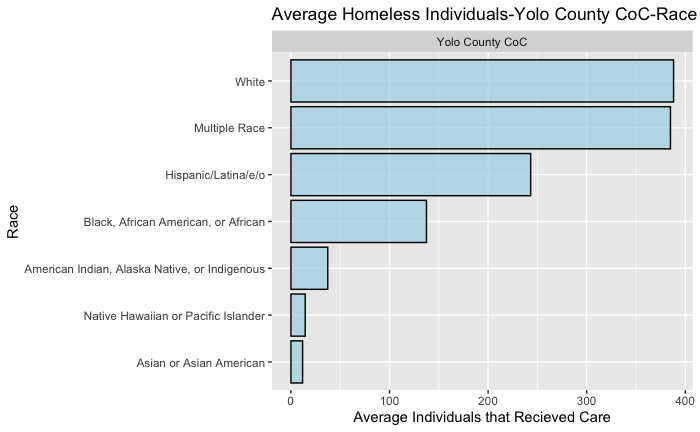 Average Homeless Individuals-Yolo County CoC-Race
Yolo County CoC
Race
White
Multiple Race
Hispanic/Latina/e/o
Black, African American, or African
American Indian, Alaska Native, or Indigenous
Native Hawaiian or Pacific Islander
Asian or Asian American
0 100 200 300 400
Average Individuals that Recieved Care